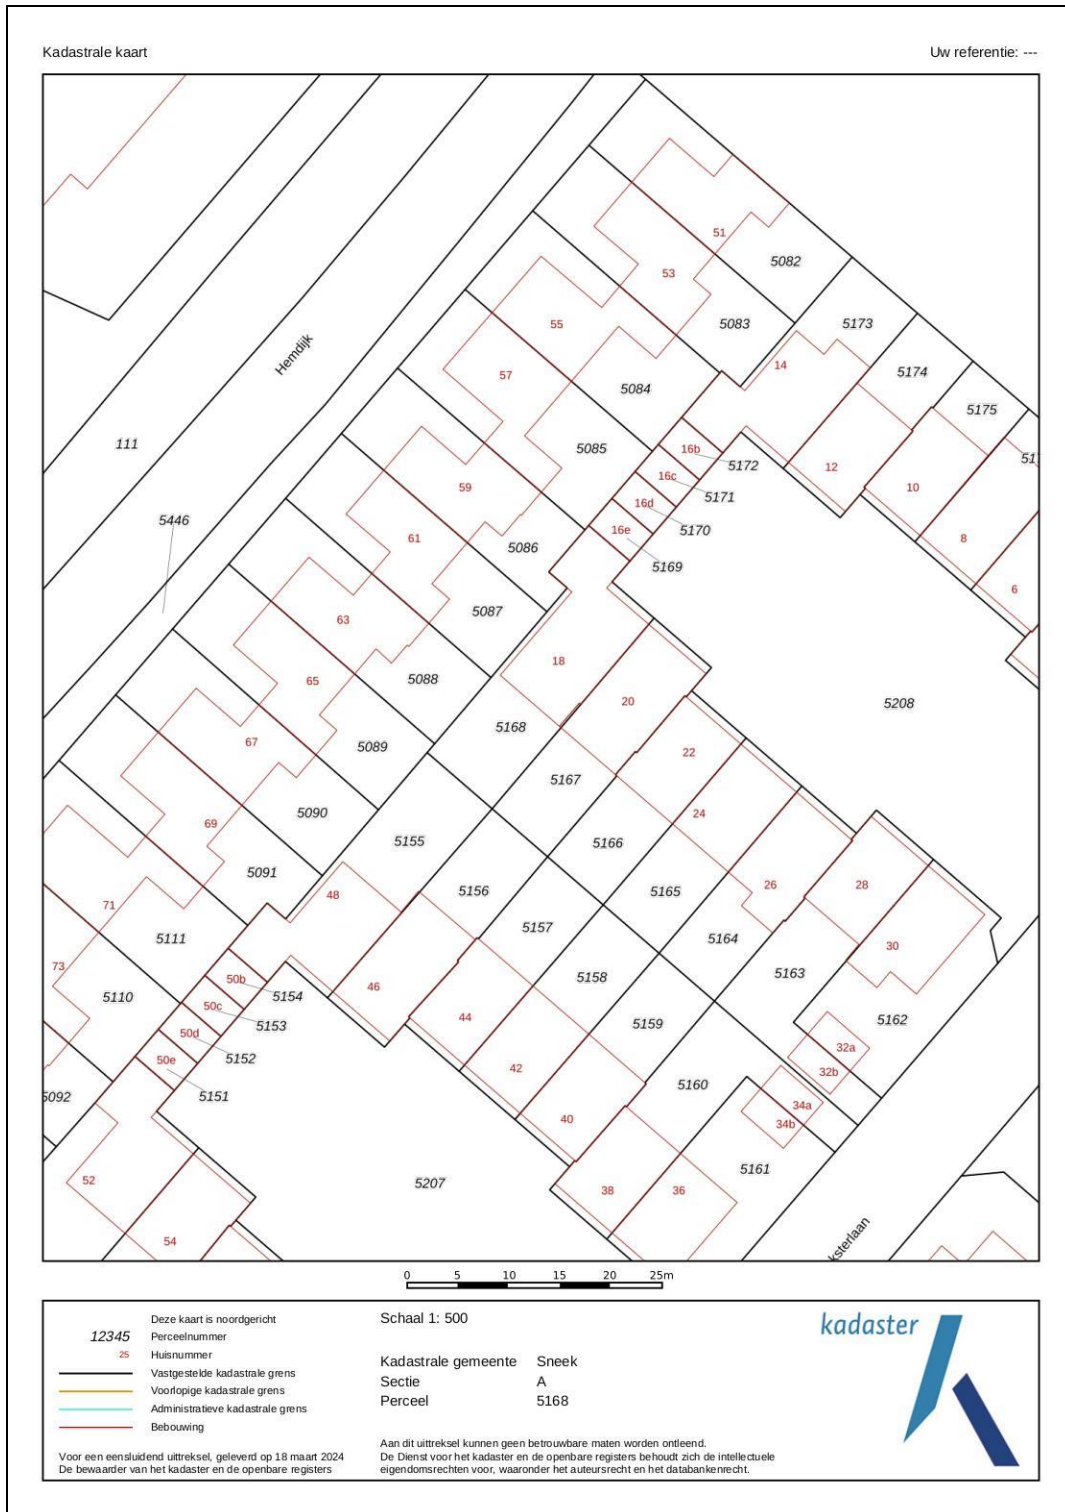 Kadastrale kaart
Uw referentie: ---
51
5082
53
5083
5173
55
14
5174
57
5084
5175
111
5085
16b
5172
517
59
16c
12
5171
10
5446
16d
5170
61
16e
8
5086
5169
6
5087
63
18
5088
65
20
5208
5168
67
5089
22
5167
24
69
5090
5155
5166
5091
48
5156
5165
26
28
71
5157
5164
30
73
5111
46
5158
5163
5110
50b
5154
44
5159
5162
50c
5153
50d
5152
42
32a
50e
5151
32b
5092
40
5160
34a
34b
52
5207
38
36
5161
54
Hemdijk
ksterlaan
0 5 10 15 20 25m
Deze kaart is noordgericht
12345 Perceelnummer
25 Huisnummer
Vastgestelde kadastrale grens
Voorlopige kadastrale grens
Administratieve kadastrale grens
Bebouwing
Voor een eensluidend uittreksel, geleverd op 18 maart 2024
De bewaarder van het kadaster en de openbare registers
Schaal 1: 500
Kadastrale gemeente Sneek
Sectie A
Perceel 5168
Aan dit uittreksel kunnen geen betrouwbare maten worden ontleend.
De Dienst voor het kadaster en de openbare registers behoudt zich de intellectuele
eigendomsrechten voor, waaronder het auteursrecht en het databankenrecht.
kadaster